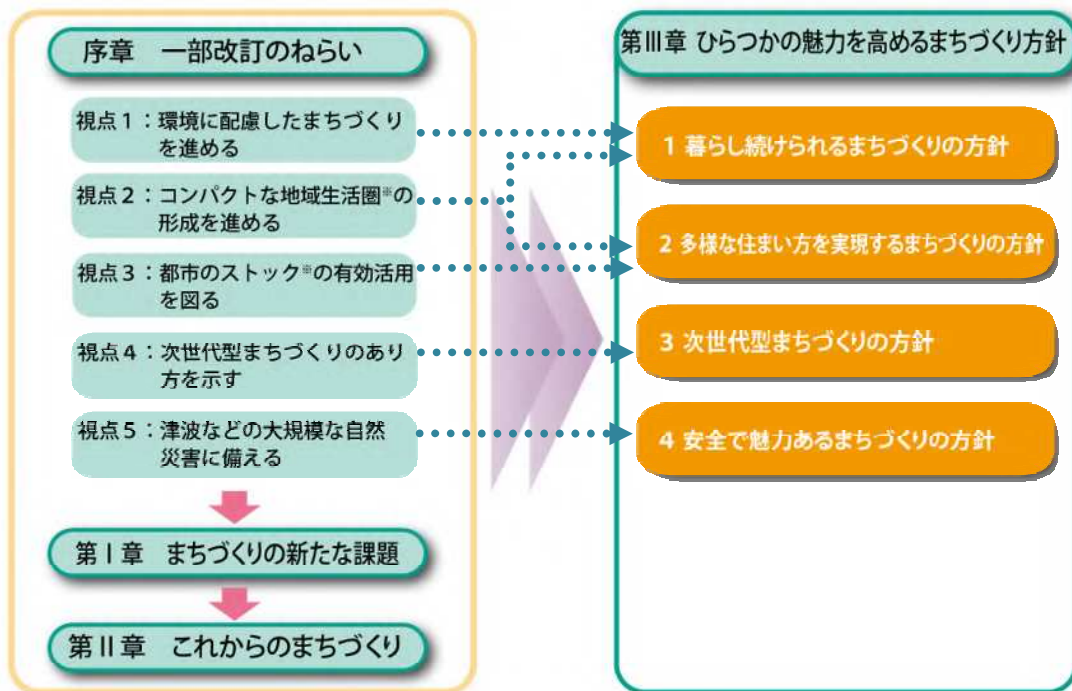 序章　一部改訂のねらい
視点1：環境に配慮したまちづくり
を進める
視点2：コンパクトな地域生活圏※の
形成を進める
視点3：都市のストック※の有効活用
を図る
視点4：次世代型まちづくりのあり
方を示す
視点5：津波などの大規模な自然
災害に備える
第Ⅰ章　まちづくりの新たな課題
第Ⅱ章　これからのまちづくり
第Ⅲ章 ひらつかの魅力を高めるまちづくり方針
1 暮らし続けられるまちづくりの方針
2 多様な住まい方を実現するまちづくりの方針
3 次世代型まちづくりの方針
4 安全で魅力あるまちづくりの方針